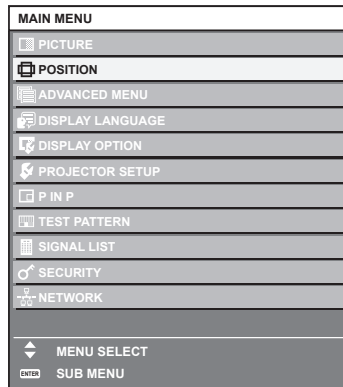 MAIN MENU
PICTURE
POSITION
ADVANCED MENU
DISPLAY LANGUAGE
DISPLAY OPTION
PROJECTOR SETUP
P IN P
TEST PATTERN
SIGNAL LIST
SECURITY
NETWORK
MENU SELECT
ENTER SUB MENU